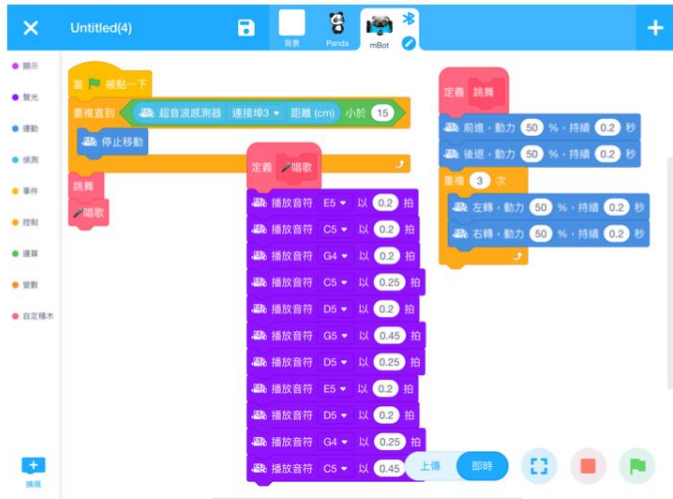 Untitled(4)
背景
Panda
mBot
顯示
聲光
運動
偵測
事件
控制
運算
變數
自定積木
擴展
當 被點一下
重複直到 超音波感測器 連接埠3 距離 (cm) 小於 15
停止移動
跳舞
唱歌
定義 唱歌
播放音符 E5 以 0.2 拍
播放音符 C5 以 0.2 拍
播放音符 G4 以 0.2 拍
播放音符 C5 以 0.25 拍
播放音符 D5 以 0.2 拍
播放音符 G5 以 0.45 拍
播放音符 D5 以 0.25 拍
播放音符 E5 以 0.2 拍
播放音符 D5 以 0.2 拍
播放音符 G4 以 0.25 拍
播放音符 C5 以 0.45
定義 跳舞
前進,動力 50 %,持續 0.2 秒
後退,動力 50 %,持續 0.2 秒
重複 3 次
左轉,動力 50 %,持續 0.2 秒
右轉,動力 50 %,持續 0.2 秒
上傳 即時